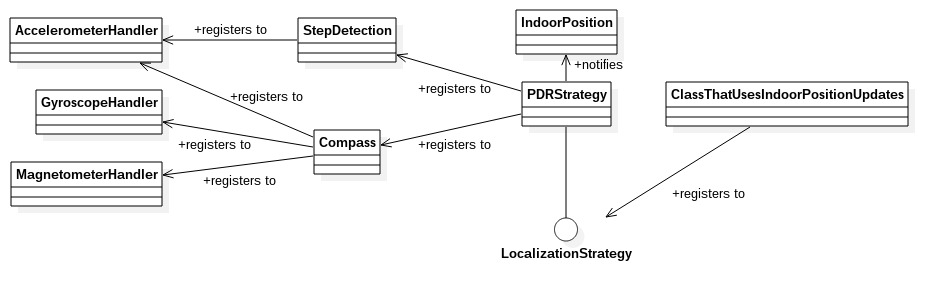 AccelerometerHandler
+registers to
StepDetection
IndoorPosition
+notifies
+registers to
GyroscopeHandler
+registers to
PDRStrategy
ClassThatUsesIndoorPositionUpdates
Compass
+registers to
+registers to
MagnetometerHandler
+registers to
+registers to
LocalizationStrategy